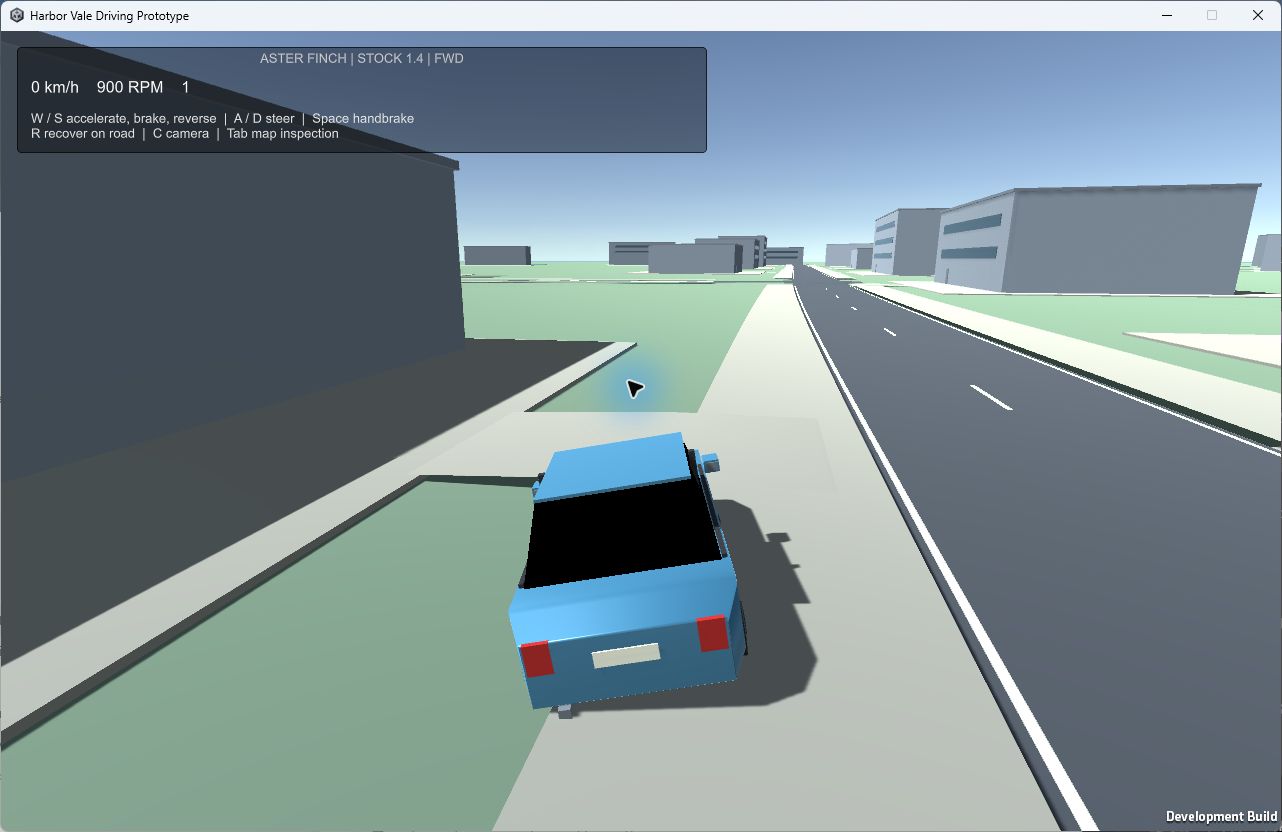 Harbor Vale Driving Prototype
ASTER FINCH | STOCK 1.4 | FWD
0 km/h 900 RPM 1
W / S accelerate, brake, reverse | A / D steer | Space handbrake
R recover on road | C camera | Tab map inspection
Development Build